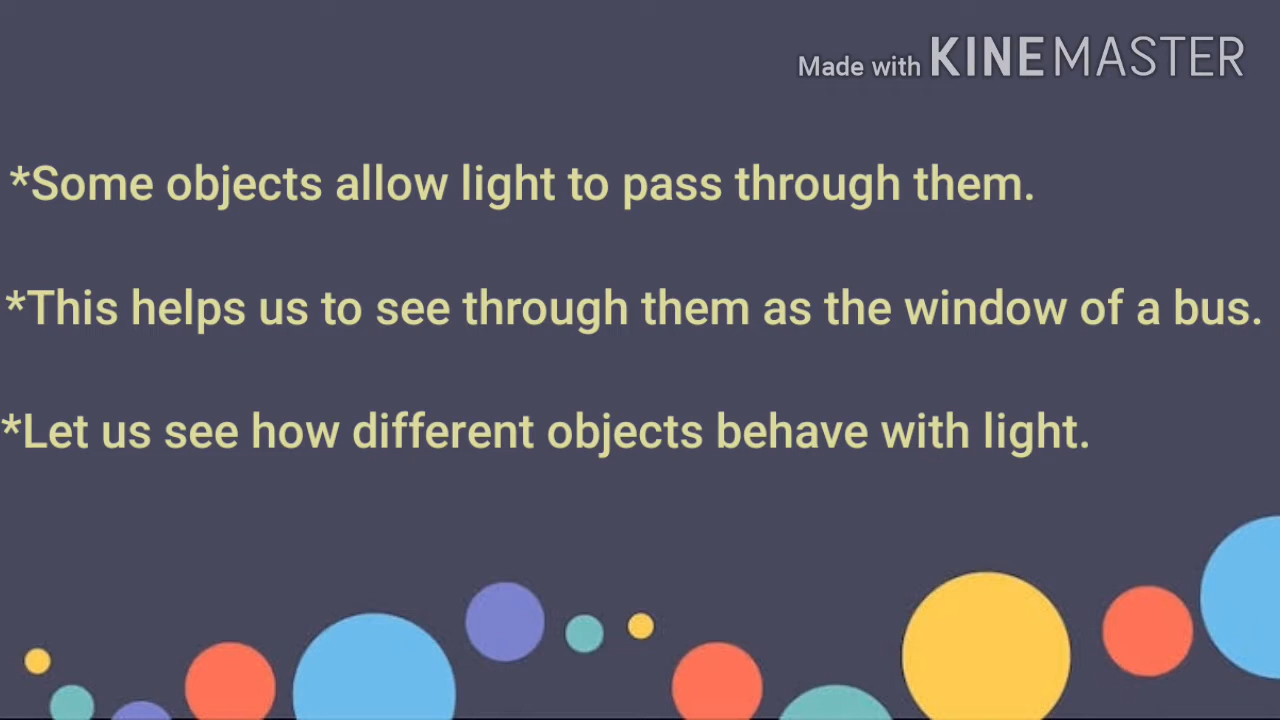 Made with KINEMASTER
*Some objects allow light to pass through them.
*This helps us to see through them as the window of a bus.
*Let us see how different objects behave with light.